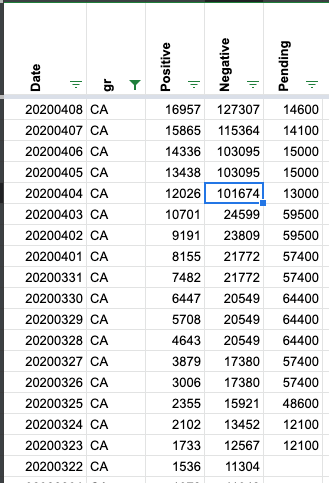 Date gr Positive Negative Pending
20200408 CA 16957 127307 14600
20200407 CA 15865 115364 14100
20200406 CA 14336 103095 15000
20200405 CA 13438 103095 15000
20200404 CA 12026 101674 13000
20200403 CA 10701 24599 59500
20200402 CA 9191 23809 59500
20200401 CA 8155 21772 57400
20200331 CA 7482 21772 57400
20200330 CA 6447 20549 64400
20200329 CA 5708 20549 64400
20200328 CA 4643 20549 64400
20200327 CA 3879 17380 57400
20200326 CA 3006 17380 57400
20200325 CA 2355 15921 48600
20200324 CA 2102 13452 12100
20200323 CA 1733 12567 12100
20200322 CA 1536 11304